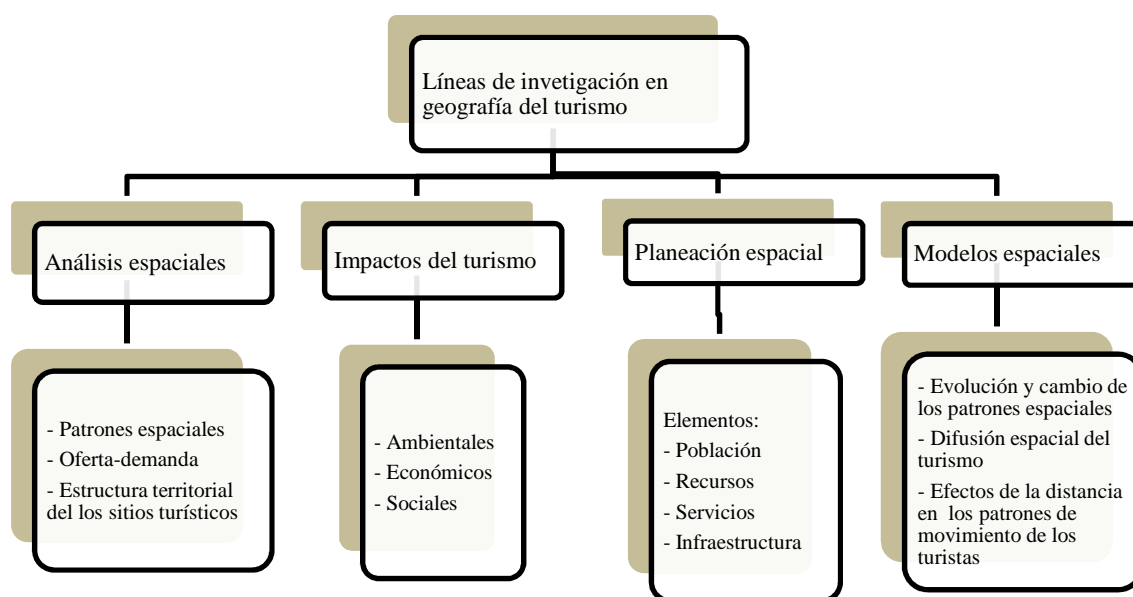 Líneas de invetigación en
geografía del turismo
Análisis espaciales
Impactos del turismo
Planeación espacial
Modelos espaciales
- Patrones espaciales
- Oferta-demanda
- Estructura territorial
del los sitios turísticos
- Ambientales
- Económicos
- Sociales
Elementos:
- Población
- Recursos
- Servicios
- Infraestructura
- Evolución y cambio de
los patrones espaciales
- Difusión espacial del
turismo
- Efectos de la distancia
en los patrones de
movimiento de los
turistas